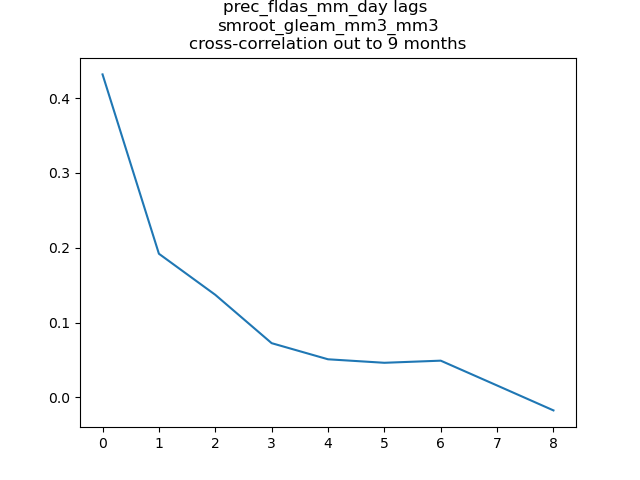 prec_fldas_mm_day lags
smroot_gleam_mm3_mm3
cross-correlation out to 9 months
0.4
0.3
0.2
0.1
0.0
0 1 2 3 4 5 6 7 8